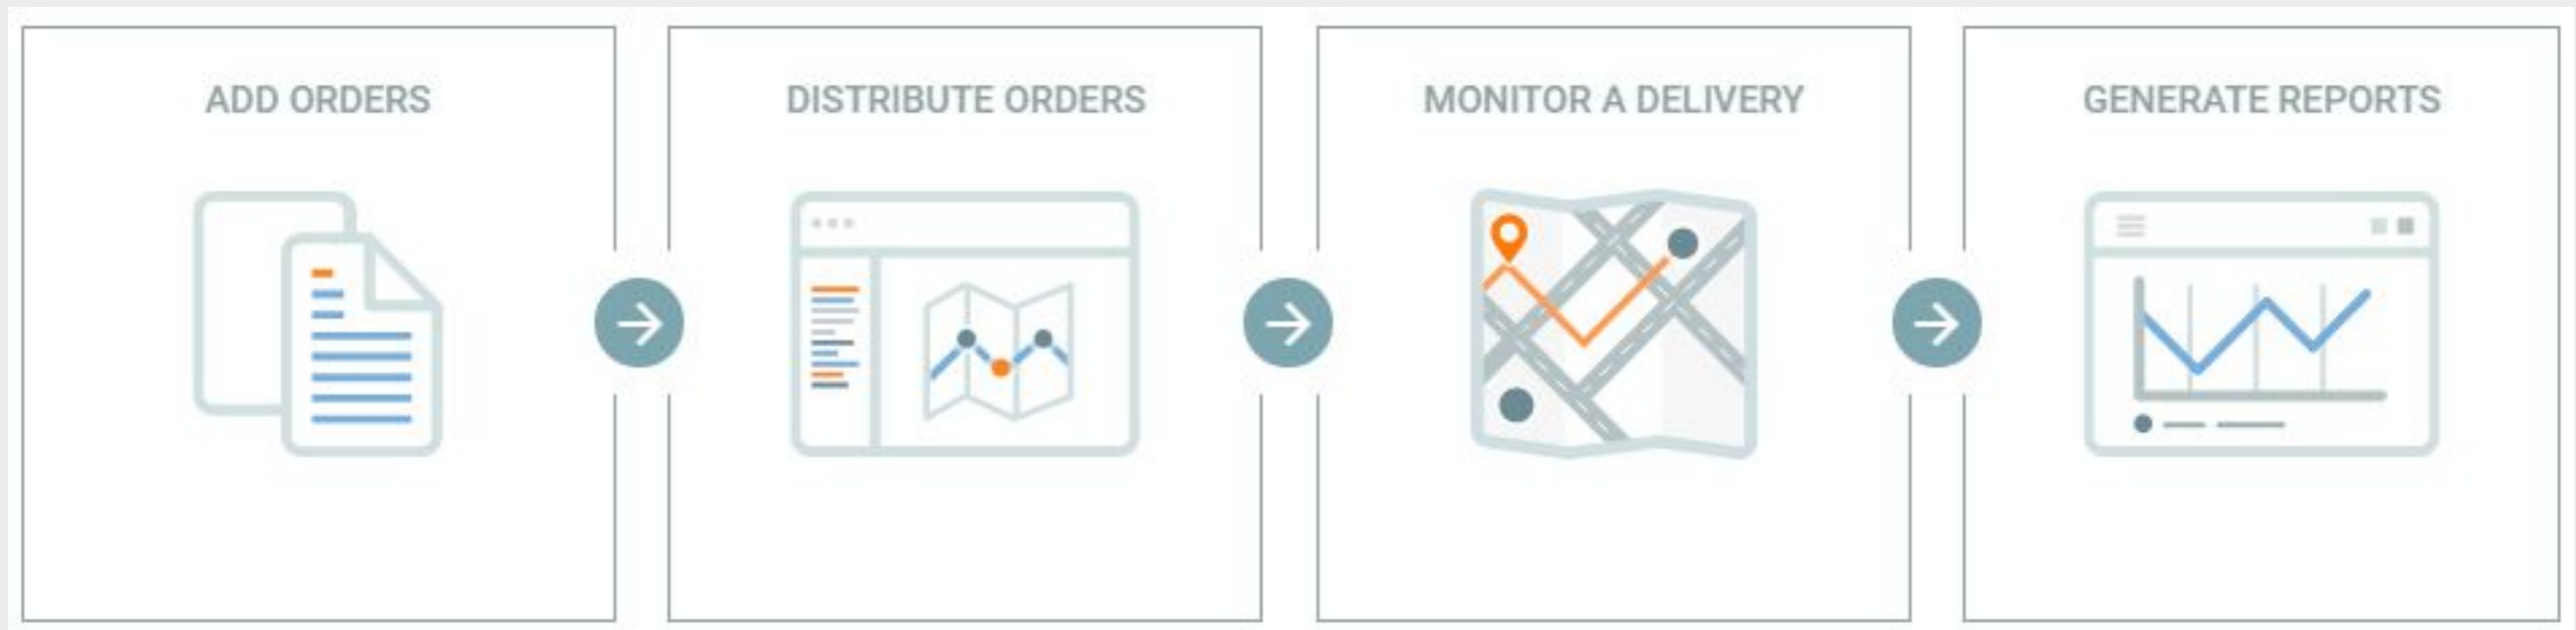 ADD ORDERS
DISTRIBUTE ORDERS
MONITOR A DELIVERY
GENERATE REPORTS